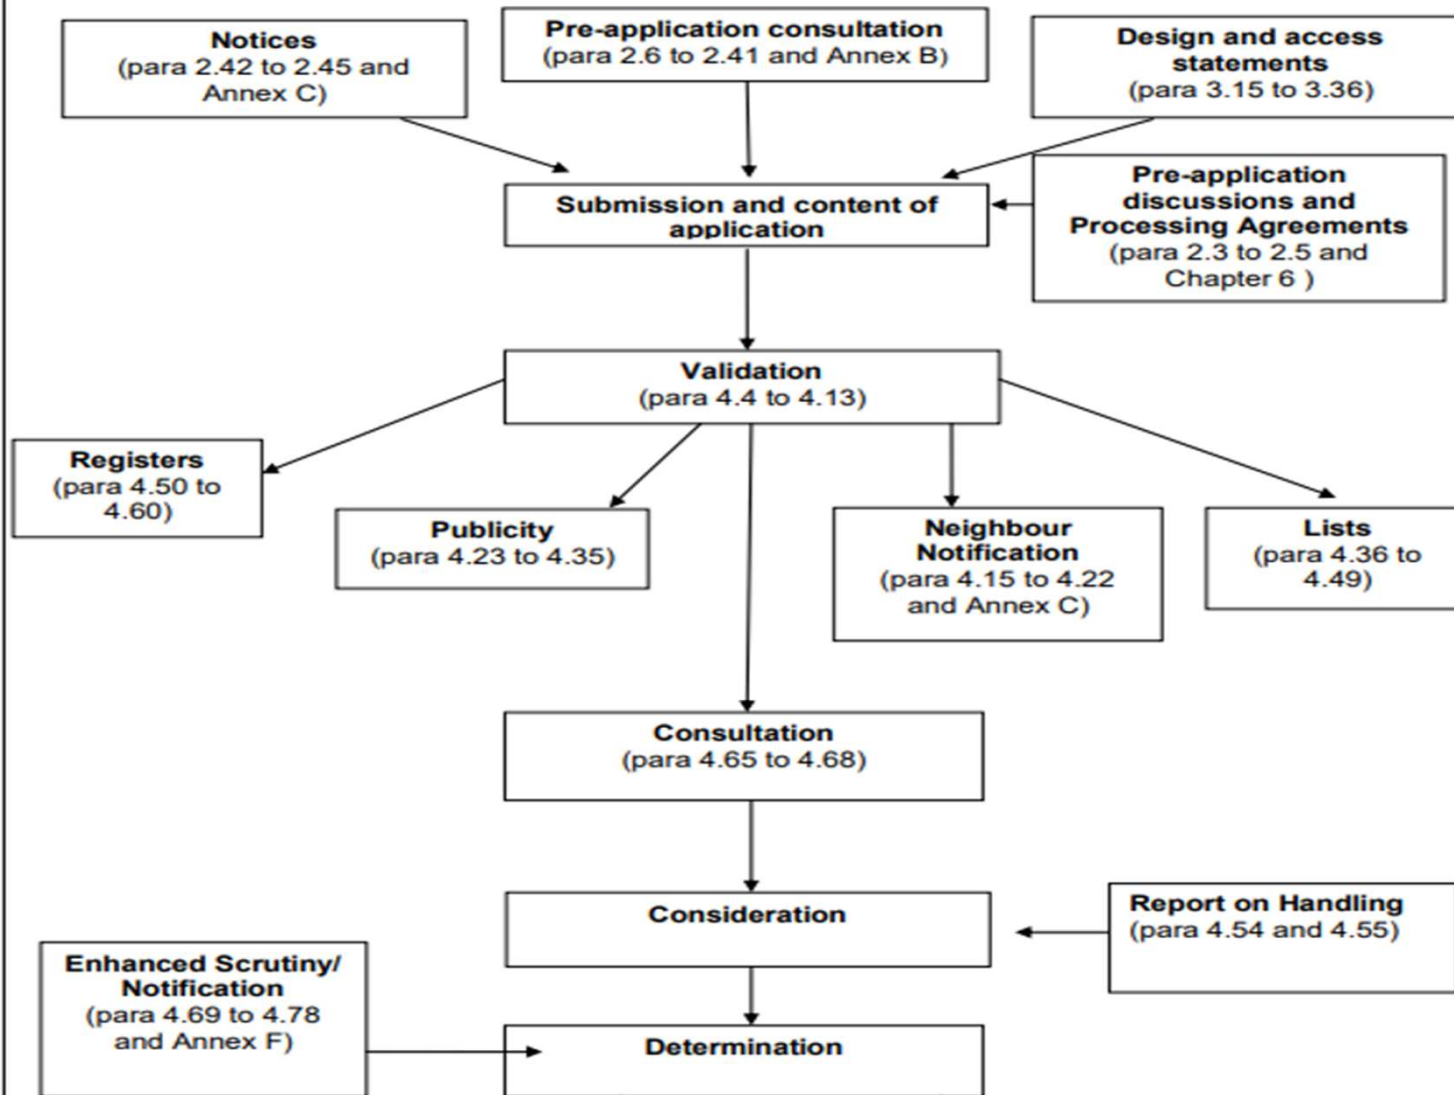 Notices
(para 2.42 to 2.45 and
Annex C)
Pre-application consultation
(para 2.6 to 2.41 and Annex B)
Design and access
statements
(para 3.15 to 3.36)
Submission and content of
application
Pre-application
discussions and
Processing Agreements
(para 2.3 to 2.5 and
Chapter 6 )
Validation
(para 4.4 to 4.13)
Registers
(para 4.50 to
4.60)
Publicity
(para 4.23 to 4.35)
Neighbour
Notification
(para 4.15 to 4.22
and Annex C)
Lists
(para 4.36 to
4.49)
Consultation
(para 4.65 to 4.68)
Consideration
Report on Handling
(para 4.54 and 4.55)
Enhanced Scrutiny/
Notification
(para 4.69 to 4.78
and Annex F)
Determination